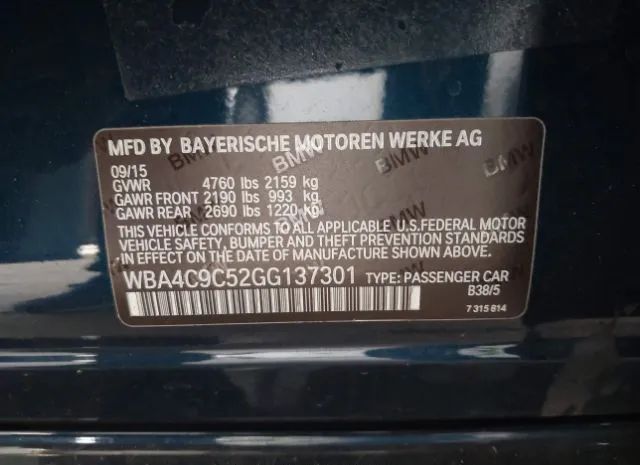 MFD BY BAYERISCHE MOTOREN WERKE AG
09/15
GVWR 4760 lbs 2159 kg
GAWR FRONT 2190 lbs 993 kg
GAWR REAR 2690 lbs 1220 kg
THIS VEHICLE CONFORMS TO ALL APPLICABLE U.S.FEDERAL MOTOR
VEHICLE SAFETY, BUMPER AND THEFT PREVENTION STANDARDS IN
EFFECT ON THE DATE OF MANUFACTURE SHOWN ABOVE.
WBA4C9C52GG137301 TYPE: PASSENGER CAR
B38/5
7 315 814